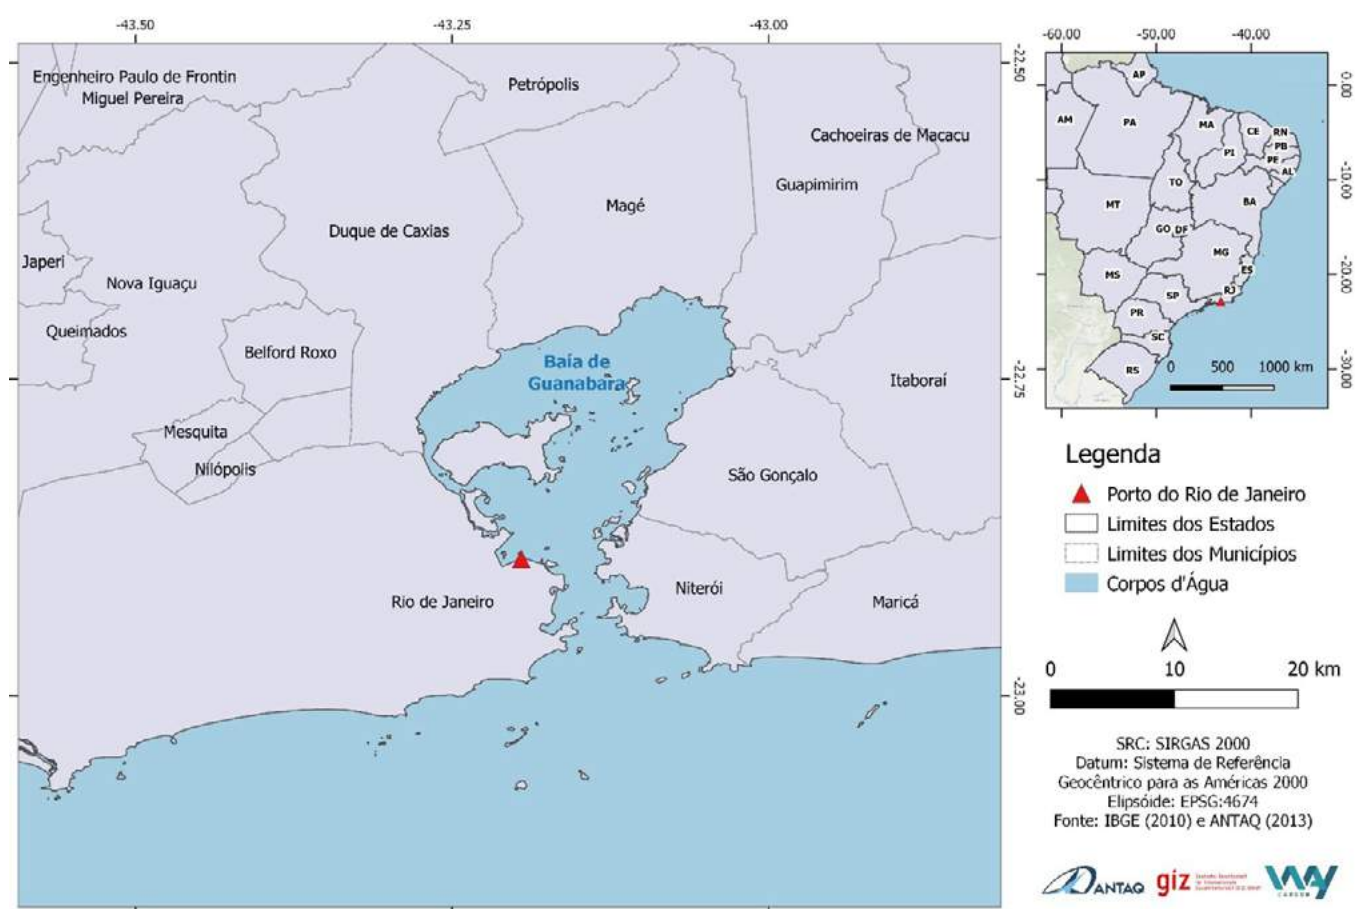 -43.50
-43.25
-43.00
-22.50
-22.75
-23.00
Engenheiro Paulo de Frontin
Miguel Pereira
Petrópolis
Cachoeiras de Macacu
Guapimirim
Magé
Duque de Caxias
Japeri
Nova Iguaçu
Queimados
Belford Roxo
Baía de
Guanabara
Itaboraí
Mesquita
Nilópolis
São Gonçalo
Rio de Janeiro
Niterói
Maricá
-60.00
-50.00
-40.00
0.00
-10.00
-20.00
-30.00
AP
AM
PA
MA
CE
RN
PB
PI
PE
AL
TO
MT
BA
GO
DF
MG
MS
ES
SP
RJ
PR
SC
RS
0 500 1000 km
Legenda
Porto do Rio de Janeiro
Limites dos Estados
Limites dos Municípios
Corpos d'Água
0 10 20 km
SRC: SIRGAS 2000
Datum: Sistema de Referência
Geocêntrico para as Américas 2000
Elipsóide: EPSG:4674
Fonte: IBGE (2010) e ANTAQ (2013)
ANTAQ
giz
WAY
CARBON